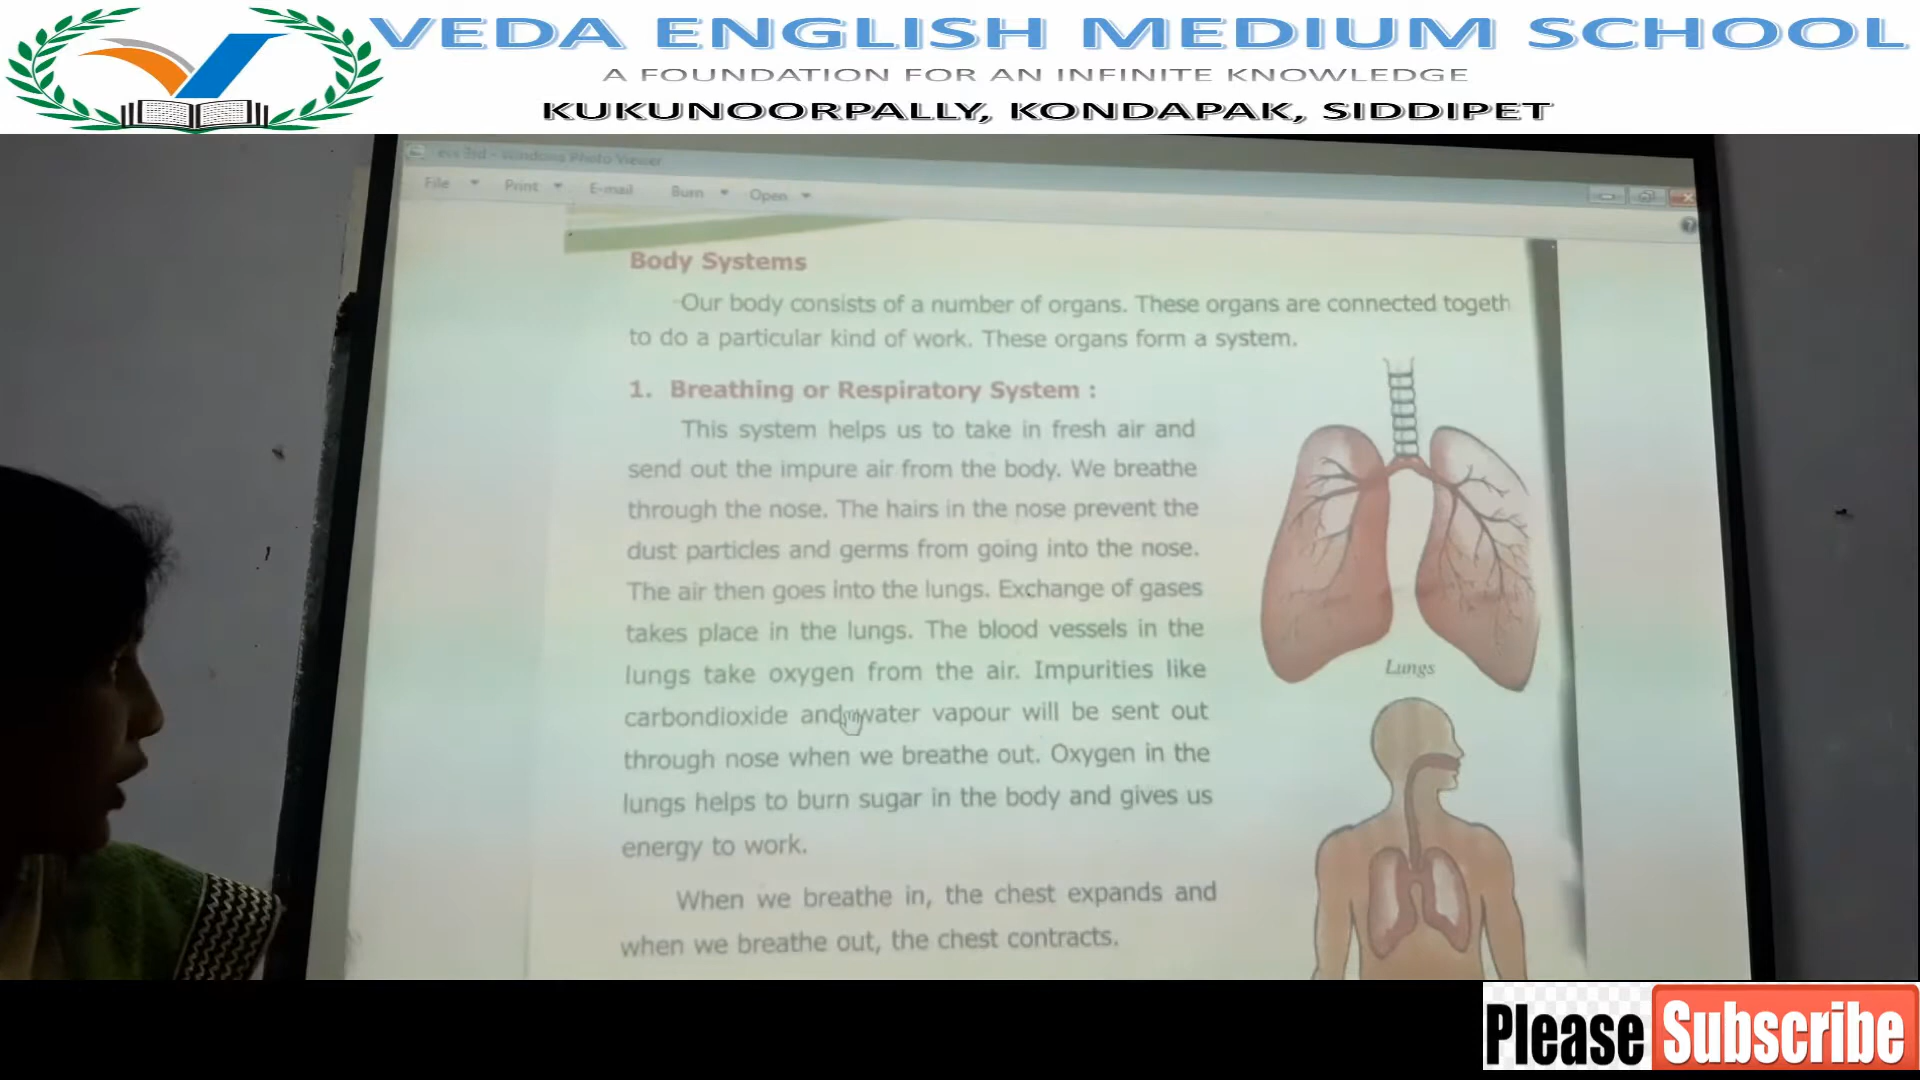 VEDA ENGLISH MEDIUM SCHOOL
A FOUNDATION FOR AN INFINITE KNOWLEDGE
KUKUNOORPALLY, KONDAPAK, SIDDIPET
3rd - Windows Photo Viewer
File Print E-mail Burn Open
Body Systems
Our body consists of a number of organs. These organs are connected togeth
to do a particular kind of work. These organs form a system.
1. Breathing or Respiratory System :
This system helps us to take in fresh air and
send out the impure air from the body. We breathe
through the nose. The hairs in the nose prevent the
dust particles and germs from going into the nose.
The air then goes into the lungs. Exchange of gases
takes place in the lungs. The blood vessels in the
lungs take oxygen from the air. Impurities like
carbondioxide and water vapour will be sent out
through nose when we breathe out. Oxygen in the
lungs helps to burn sugar in the body and gives us
energy to work.
When we breathe in, the chest expands and
when we breathe out, the chest contracts.
Lungs
Please Subscribe